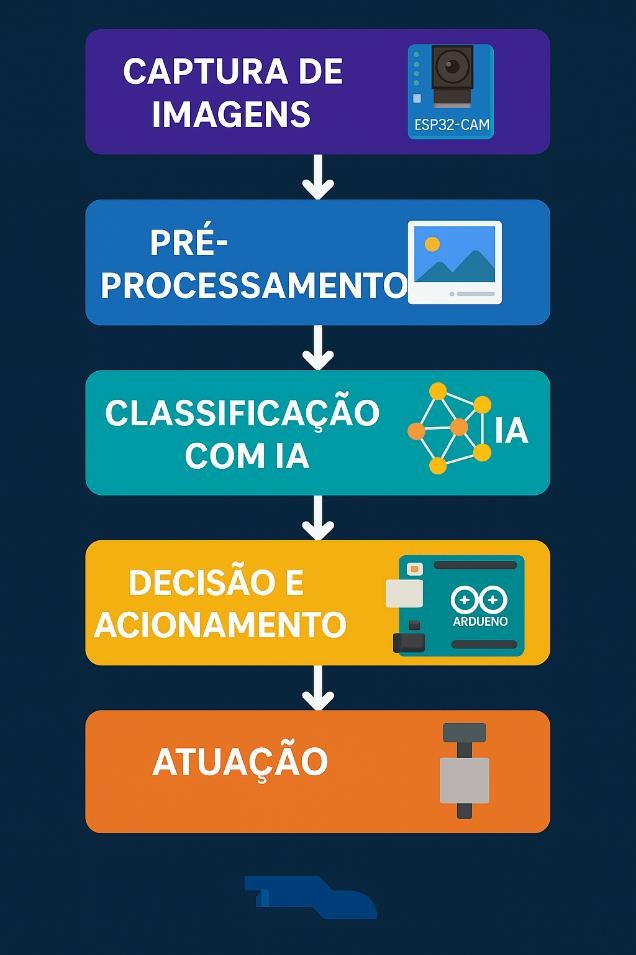 CAPTURA DE
IMAGENS
ESP32-CAM
PRÉ-
PROCESSAMENTO
CLASSIFICAÇÃO
COM IA
IA
DECISÃO E
ACIONAMENTO
ARDUENO
ATUAÇÃO